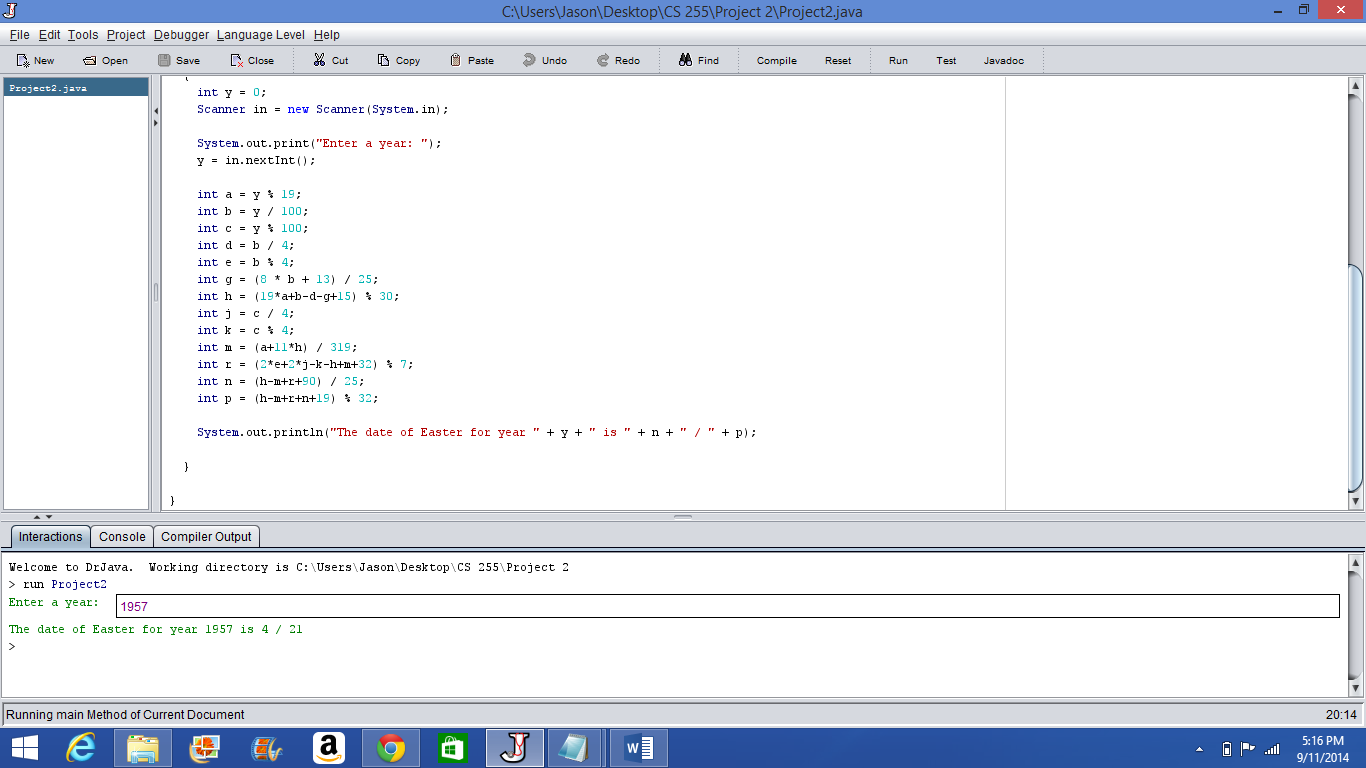 C:\Users\Jason\Desktop\CS 255\Project 2\Project2.java
File Edit Tools Project Debugger Language Level Help
New Open Save Close Cut Copy Paste Undo Redo Find Compile Reset Run Test Javadoc
Project2.java
int y = 0;
Scanner in = new Scanner(System.in);
System.out.print("Enter a year: ");
y = in.nextInt();
int a = y % 19;
int b = y / 100;
int c = y % 100;
int d = b / 4;
int e = b % 4;
int g = (8 * b + 13) / 25;
int h = (19*a+b-d-g+15) % 30;
int j = c / 4;
int k = c % 4;
int m = (a+11*h) / 319;
int r = (2*e+2*j-k-h+m+32) % 7;
int n = (h-m+r+90) / 25;
int p = (h-m+r+n+19) % 32;
System.out.println("The date of Easter for year " + y + " is " + n + " / " + p);
}
}
Interactions Console Compiler Output
Welcome to DrJava. Working directory is C:\Users\Jason\Desktop\CS 255\Project 2
> run Project2
Enter a year: 1957
The date of Easter for year 1957 is 4 / 21
>
Running main Method of Current Document 20:14
5:16 PM
9/11/2014